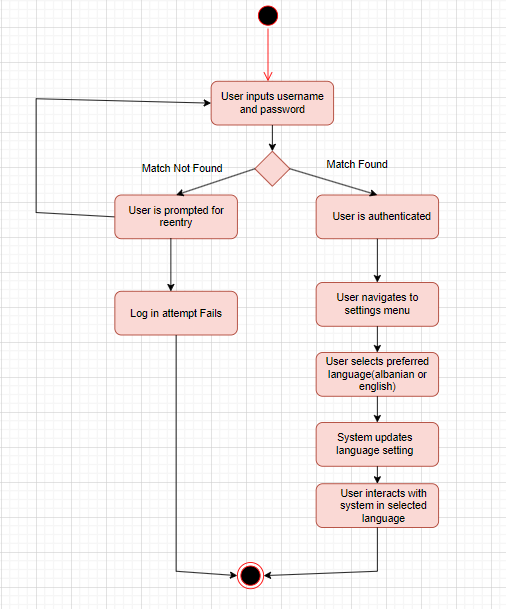 User inputs username
and password
Match Not Found
Match Found
User is prompted for
reentry
User is authenticated
Log in attempt Fails
User navigates to
settings menu
User selects preferred
language(albanian or
english)
System updates
language setting
User interacts with
system in selected
language